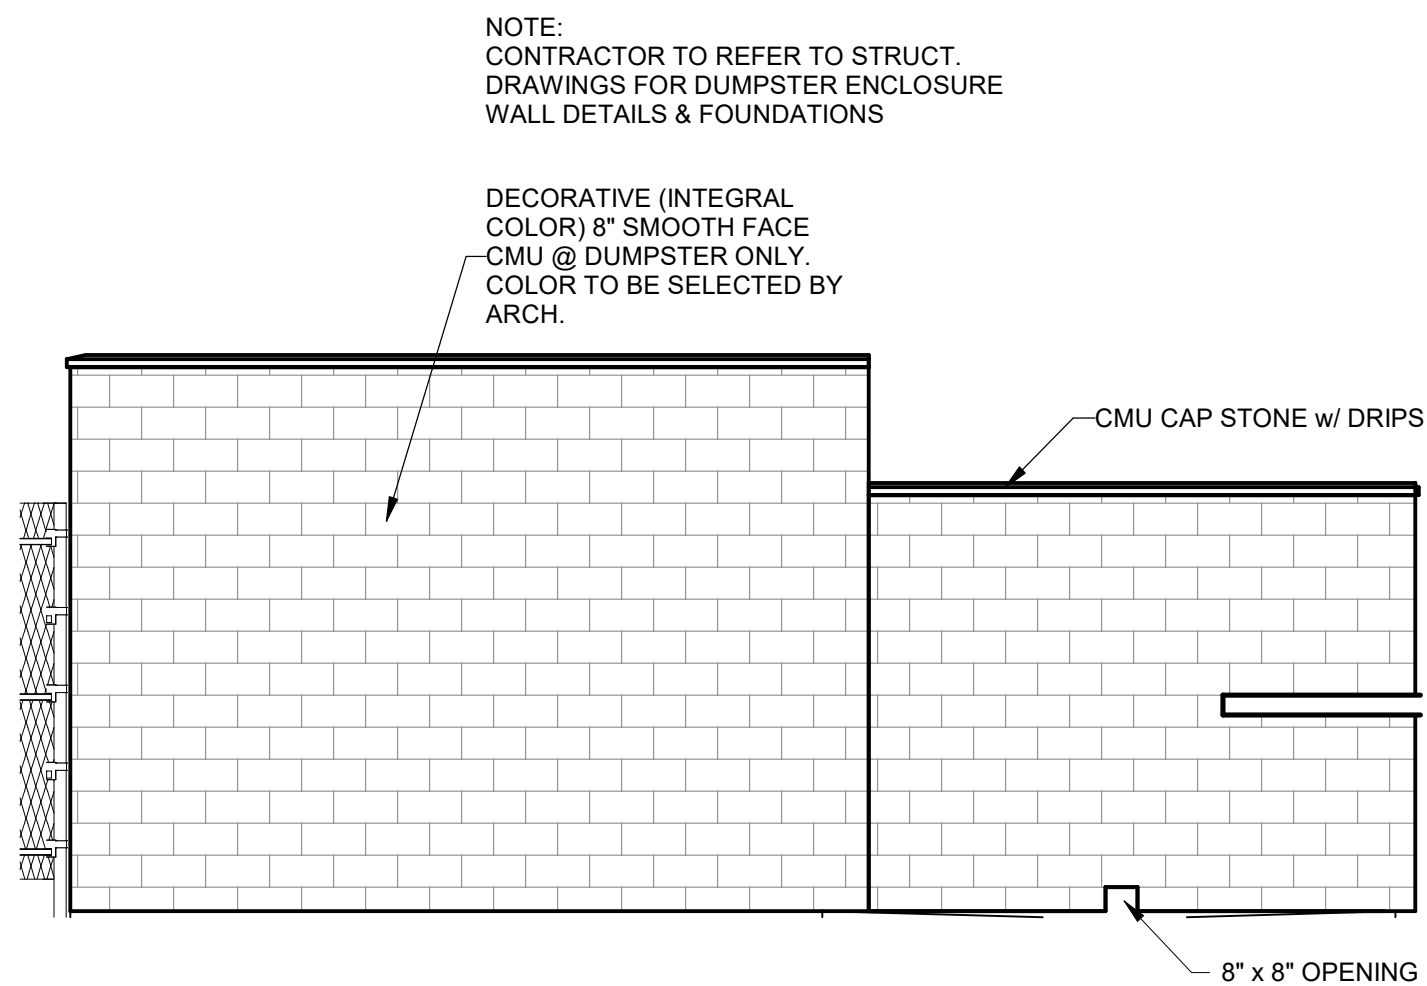 NOTE:
CONTRACTOR TO REFER TO STRUCT.
DRAWINGS FOR DUMPSTER ENCLOSURE
WALL DETAILS & FOUNDATIONS
DECORATIVE (INTEGRAL
COLOR) 8" SMOOTH FACE
CMU @ DUMPSTER ONLY.
COLOR TO BE SELECTED BY
ARCH.
CMU CAP STONE w/ DRIPS
8" x 8" OPENING